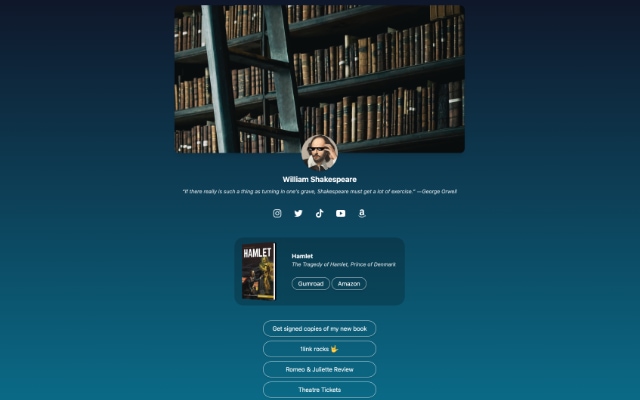 William Shakespeare
"If there really is such a thing as turning in one's grave, Shakespeare must get a lot of exercise." —George Orwell
HAMLET
Hamlet
The Tragedy of Hamlet, Prince of Denmark
Gumroad
Amazon
Get signed copies of my new book
1link rocks 🤟
Romeo & Juliette Review
Theatre Tickets